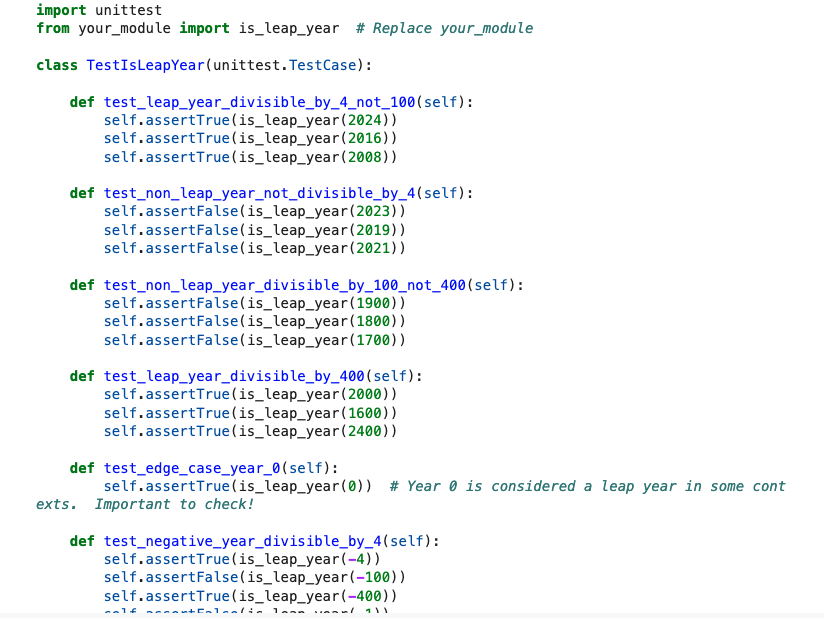 import unittest
from your_module import is_leap_year  # Replace your_module

class TestIsLeapYear(unittest.TestCase):

    def test_leap_year_divisible_by_4_not_100(self):
        self.assertTrue(is_leap_year(2024))
        self.assertTrue(is_leap_year(2016))
        self.assertTrue(is_leap_year(2008))

    def test_non_leap_year_not_divisible_by_4(self):
        self.assertFalse(is_leap_year(2023))
        self.assertFalse(is_leap_year(2019))
        self.assertFalse(is_leap_year(2021))

    def test_non_leap_year_divisible_by_100_not_400(self):
        self.assertFalse(is_leap_year(1900))
        self.assertFalse(is_leap_year(1800))
        self.assertFalse(is_leap_year(1700))

    def test_leap_year_divisible_by_400(self):
        self.assertTrue(is_leap_year(2000))
        self.assertTrue(is_leap_year(1600))
        self.assertTrue(is_leap_year(2400))

    def test_edge_case_year_0(self):
        self.assertTrue(is_leap_year(0))  # Year 0 is considered a leap year in some cont
exts.  Important to check!

    def test_negative_year_divisible_by_4(self):
        self.assertTrue(is_leap_year(-4))
        self.assertFalse(is_leap_year(-100))
        self.assertTrue(is_leap_year(-400))
        self.assertFalse(is_leap_year(-1))